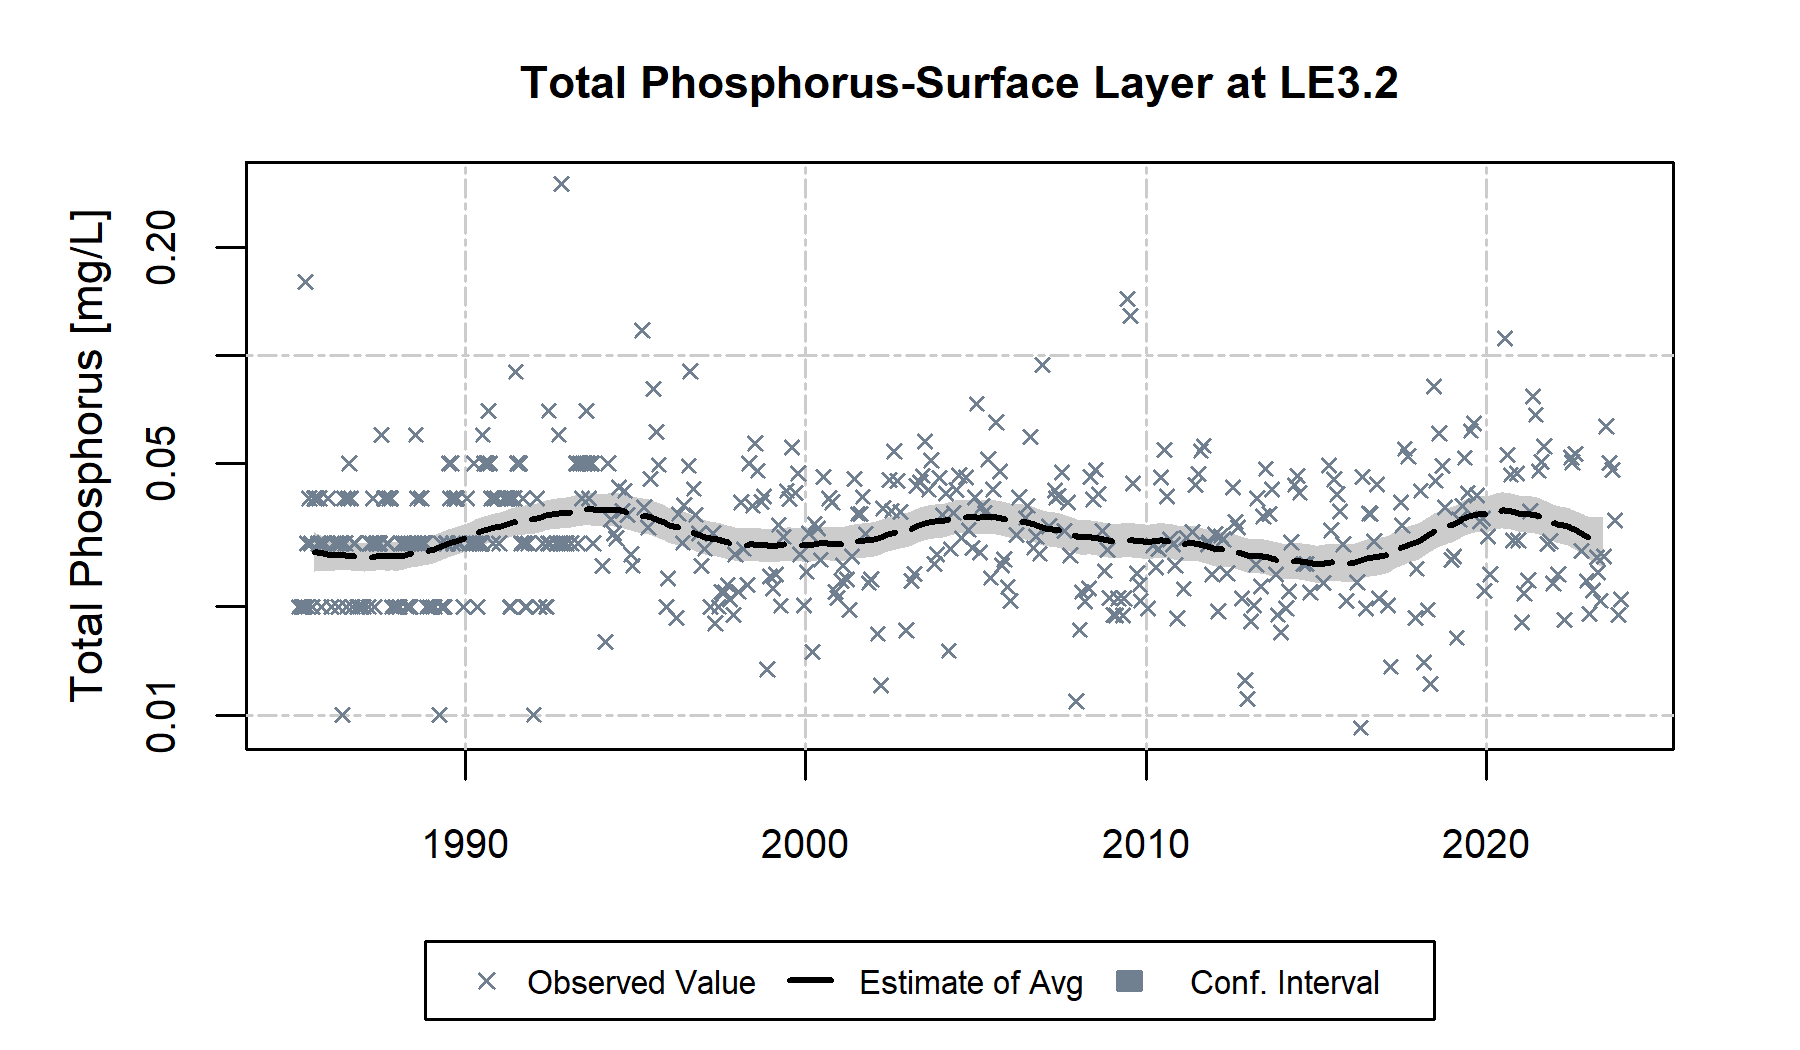 Total Phosphorus-Surface Layer at LE3.2
Total Phosphorus [mg/L]
0.20
0.05
0.01
1990 2000 2010 2020
Observed Value Estimate of Avg Conf. Interval